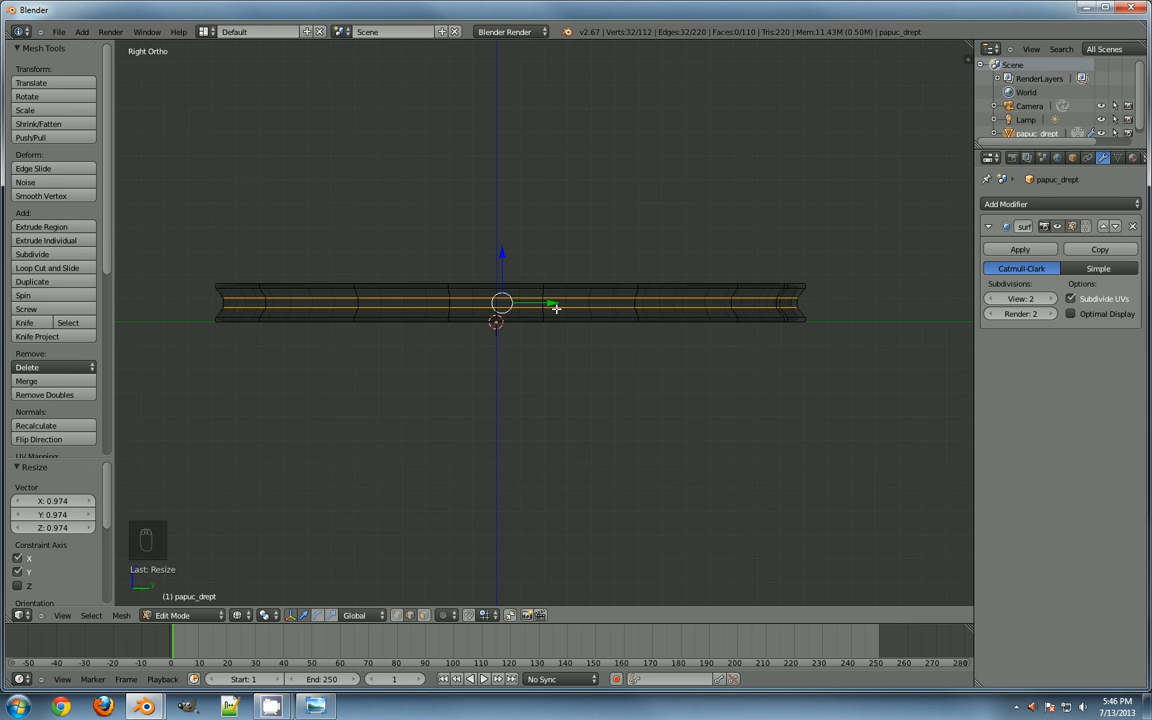 Blender
File Add Render Window Help Default Scene Blender Render v2.67 | Verts:32/112 | Edges:32/220 | Faces:0/110 | Tris:220 | Mem:11.43M (0.50M) | papuc_drept
Mesh Tools
Transform:
Translate
Rotate
Scale
Shrink/Fatten
Push/Pull
Deform:
Edge Slide
Noise
Smooth Vertex
Add:
Extrude Region
Extrude Individual
Subdivide
Loop Cut and Slide
Duplicate
Spin
Screw
Knife Select
Knife Project
Remove:
Delete
Merge
Remove Doubles
Normals:
Recalculate
Flip Direction
UV Mapping:
Resize
Vector
X: 0.974
Y: 0.974
Z: 0.974
Constraint Axis
X
Y
Z
Orientation
Right Ortho
Last: Resize
(1) papuc_drept
View Select Mesh Edit Mode Global
View Search All Scenes
Scene
RenderLayers
World
Camera
Lamp
papuc_drept
papuc_drept
Add Modifier
surf
Apply Copy
Catmull-Clark Simple
Subdivisions: Options:
View: 2 Subdivide UVs
Render: 2 Optimal Display
-50 -40 -30 -20 -10 0 10 20 30 40 50 60 70 80 90 100 110 120 130 140 150 160 170 180 190 200 210 220 230 240 250 260 270 280
View Marker Frame Playback Start: 1 End: 250 1 No Sync
5:46 PM
7/13/2013